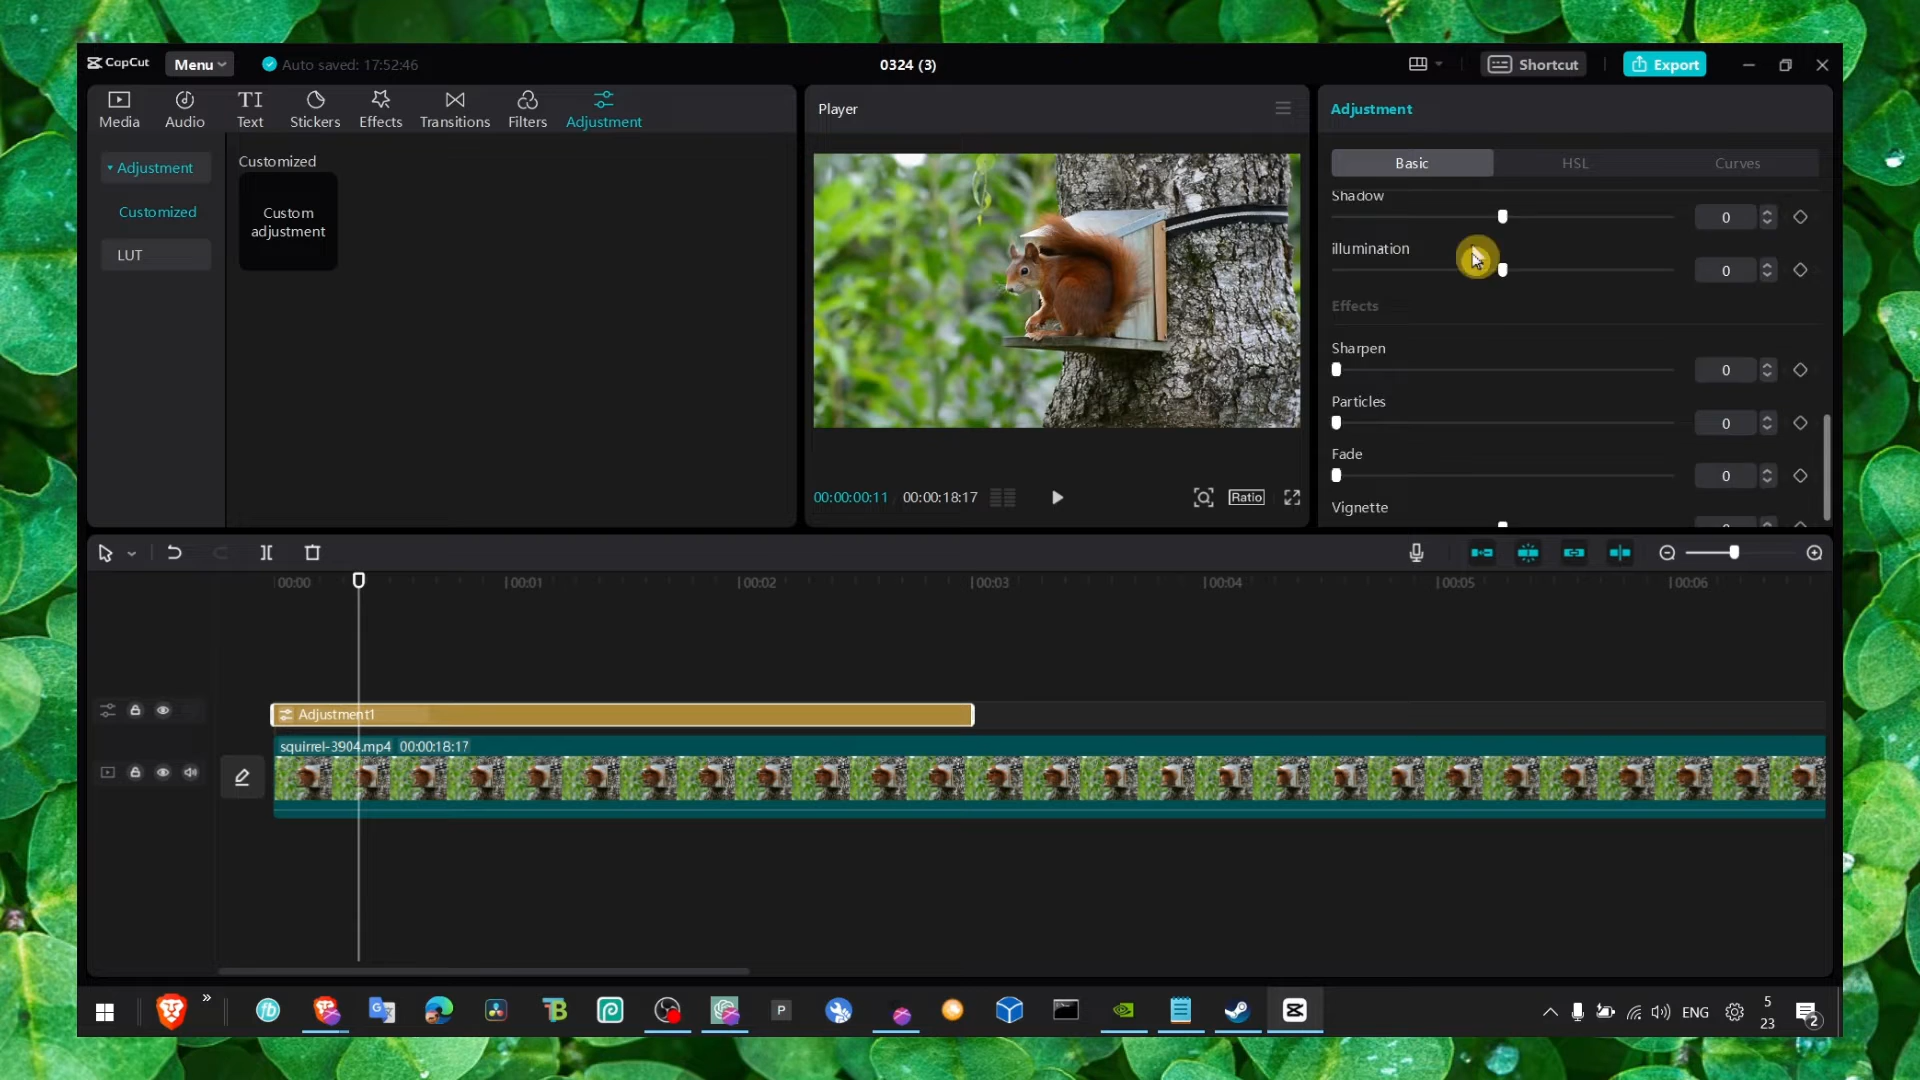 CapCut
Menu
Auto saved: 17:52:46
0324 (3)
Shortcut
Export
Media
Audio
TI
Text
Stickers
Effects
Transitions
Filters
Adjustment
Adjustment
Customized
LUT
Customized
Custom
adjustment
Player
00:00:00:11
00:00:18:17
Ratio
Adjustment
Basic
HSL
Curves
Shadow
0
illumination
0
Effects
Sharpen
0
Particles
0
Fade
0
Vignette
00:00
00:01
00:02
00:03
00:04
00:05
00:06
Adjustment1
squirrel-3904.mp4 00:00:18:17
fb
TB
P
ENG
5
23
2